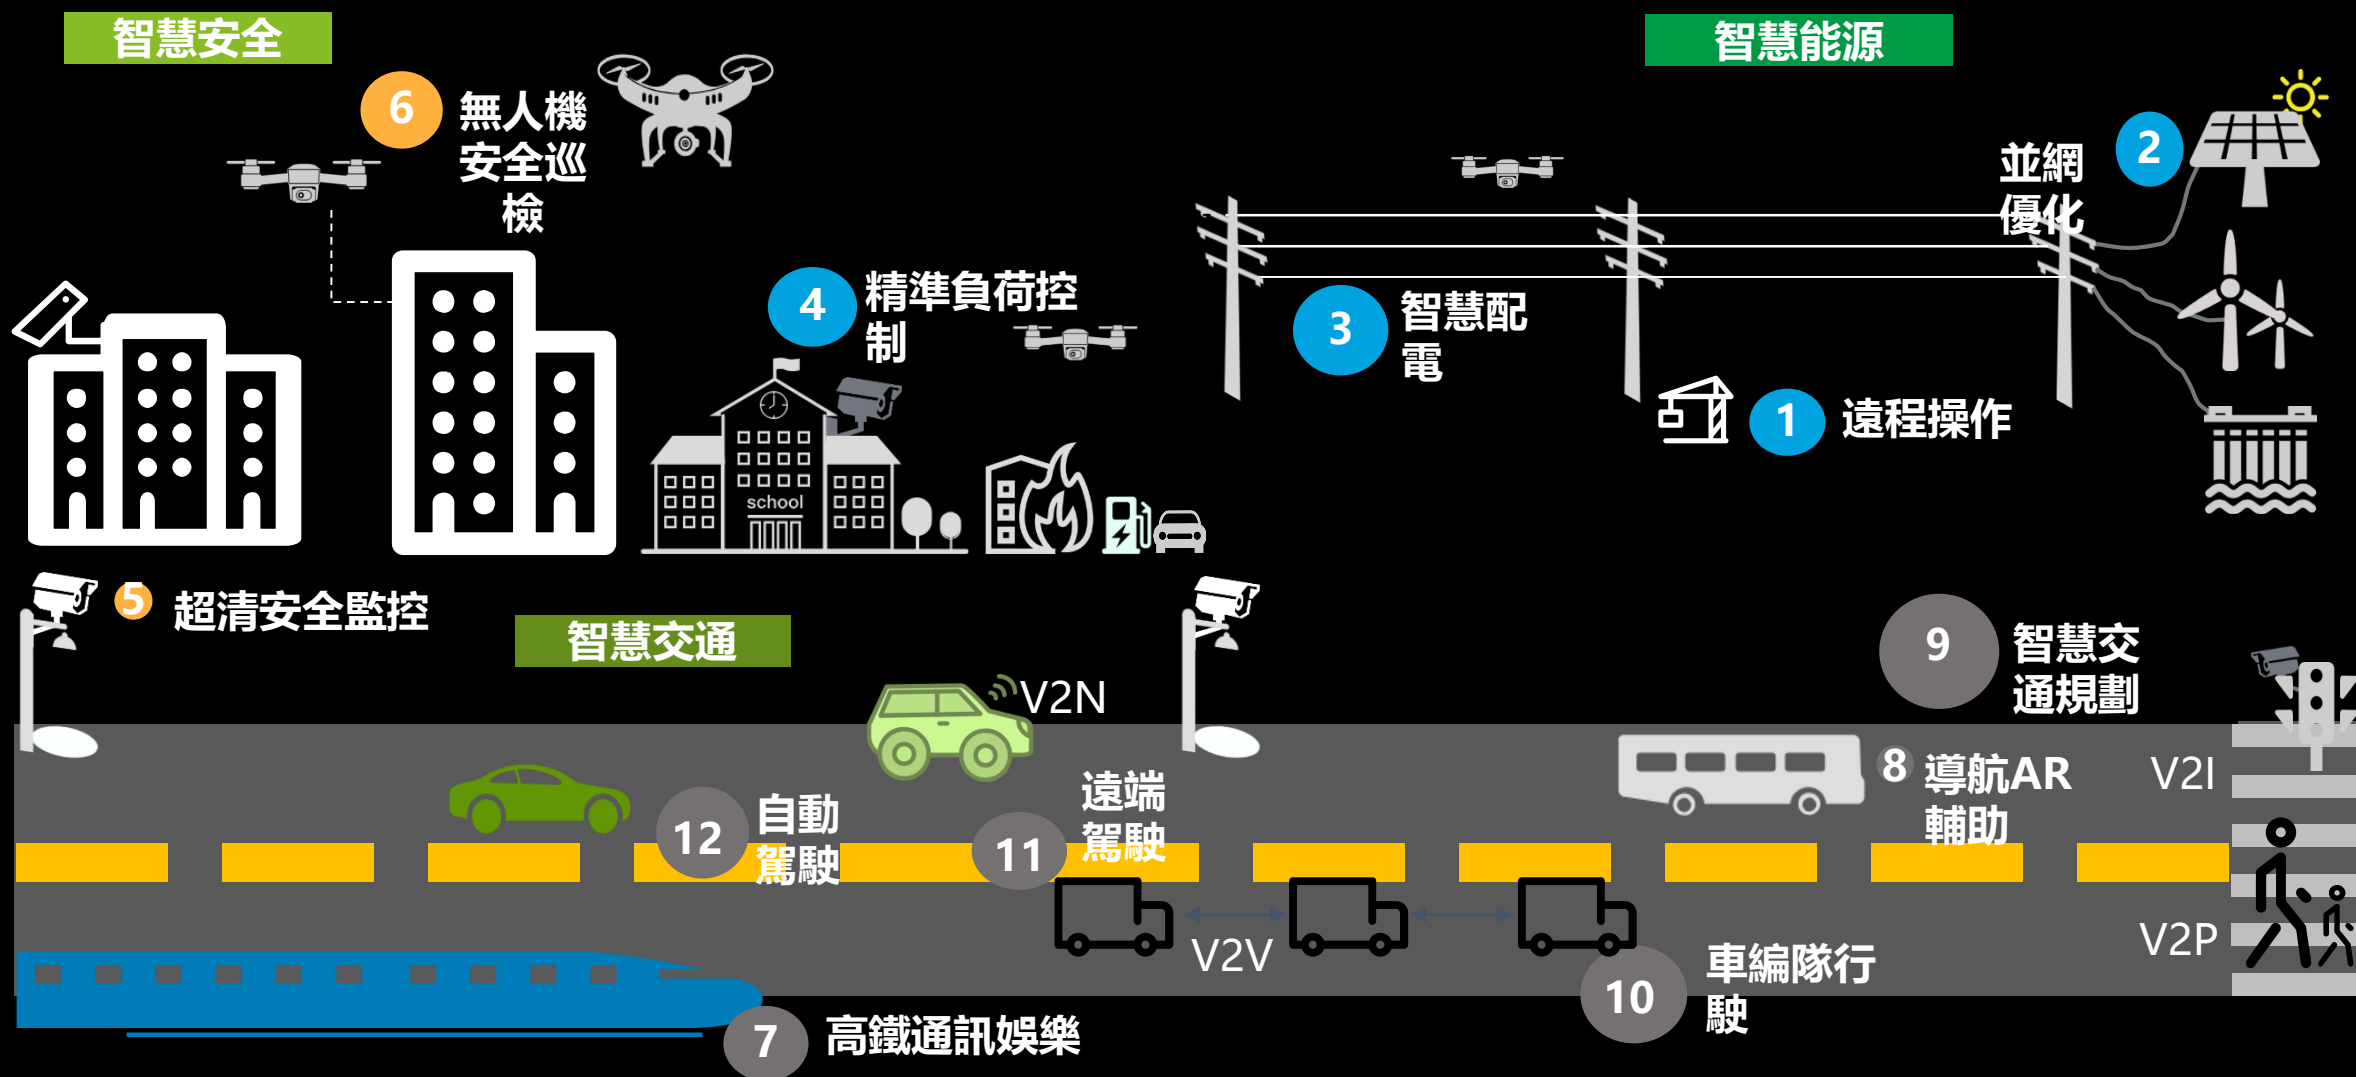 智慧安全
智慧能源
6
無人機
安全巡
檢
2
並網
優化
4
精準負荷控
制
3
智慧配
電
1
遠程操作
school
5
超清安全監控
智慧交通
9
智慧交
通規劃
V2N
8
導航AR
輔助
V2I
12
自動
駕駛
11
遠端
駕駛
V2V
V2P
10
車編隊行
駛
7
高鐵通訊娛樂